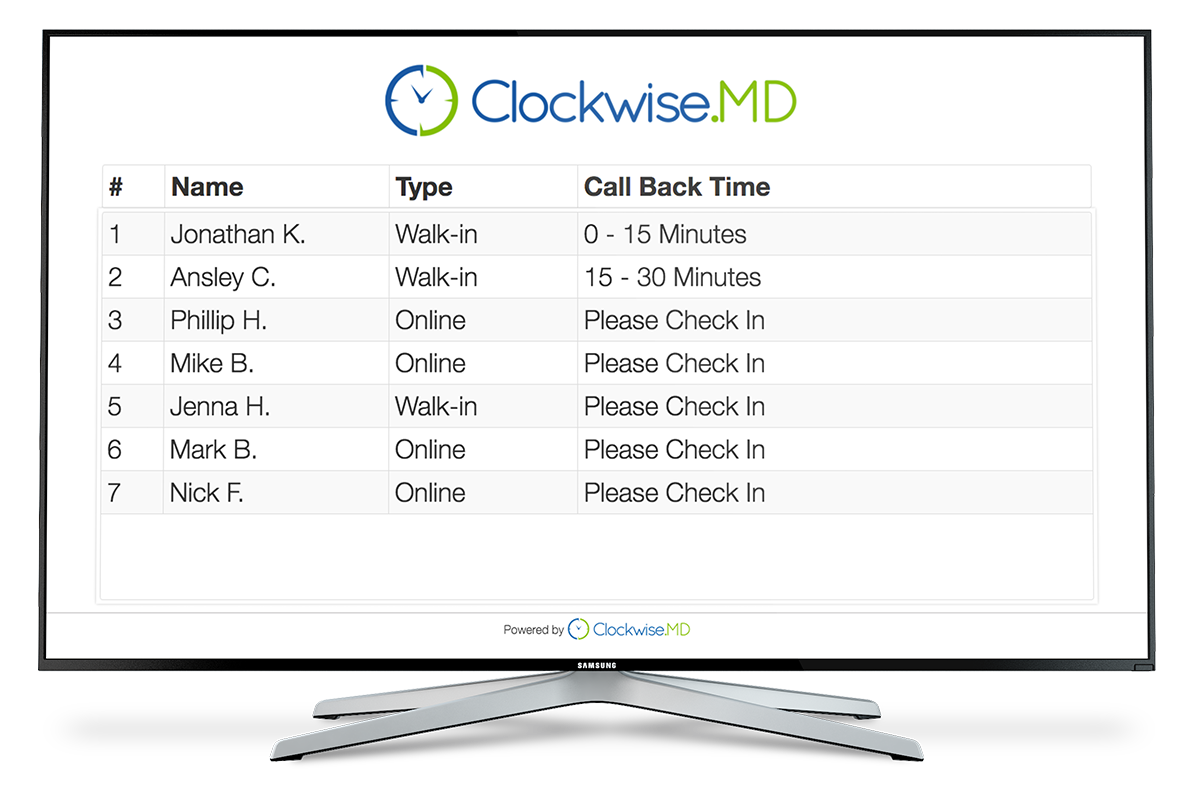 Clockwise.MD
# Name Type Call Back Time
1 Jonathan K. Walk-in 0 - 15 Minutes
2 Ansley C. Walk-in 15 - 30 Minutes
3 Phillip H. Online Please Check In
4 Mike B. Online Please Check In
5 Jenna H. Walk-in Please Check In
6 Mark B. Online Please Check In
7 Nick F. Online Please Check In
Powered by Clockwise.MD
SAMSUNG